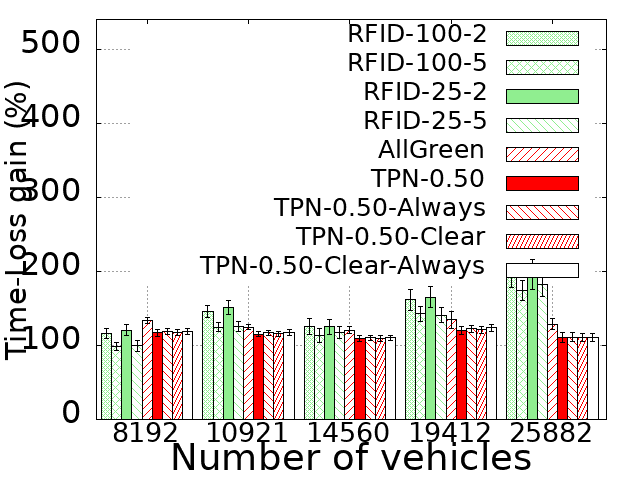 Time-Loss gain (%)
500
400
300
200
100
0
RFID-100-2
RFID-100-5
RFID-25-2
RFID-25-5
AllGreen
TPN-0.50
TPN-0.50-Always
TPN-0.50-Clear
TPN-0.50-Clear-Always
8192 10921 14560 19412 25882
Number of vehicles